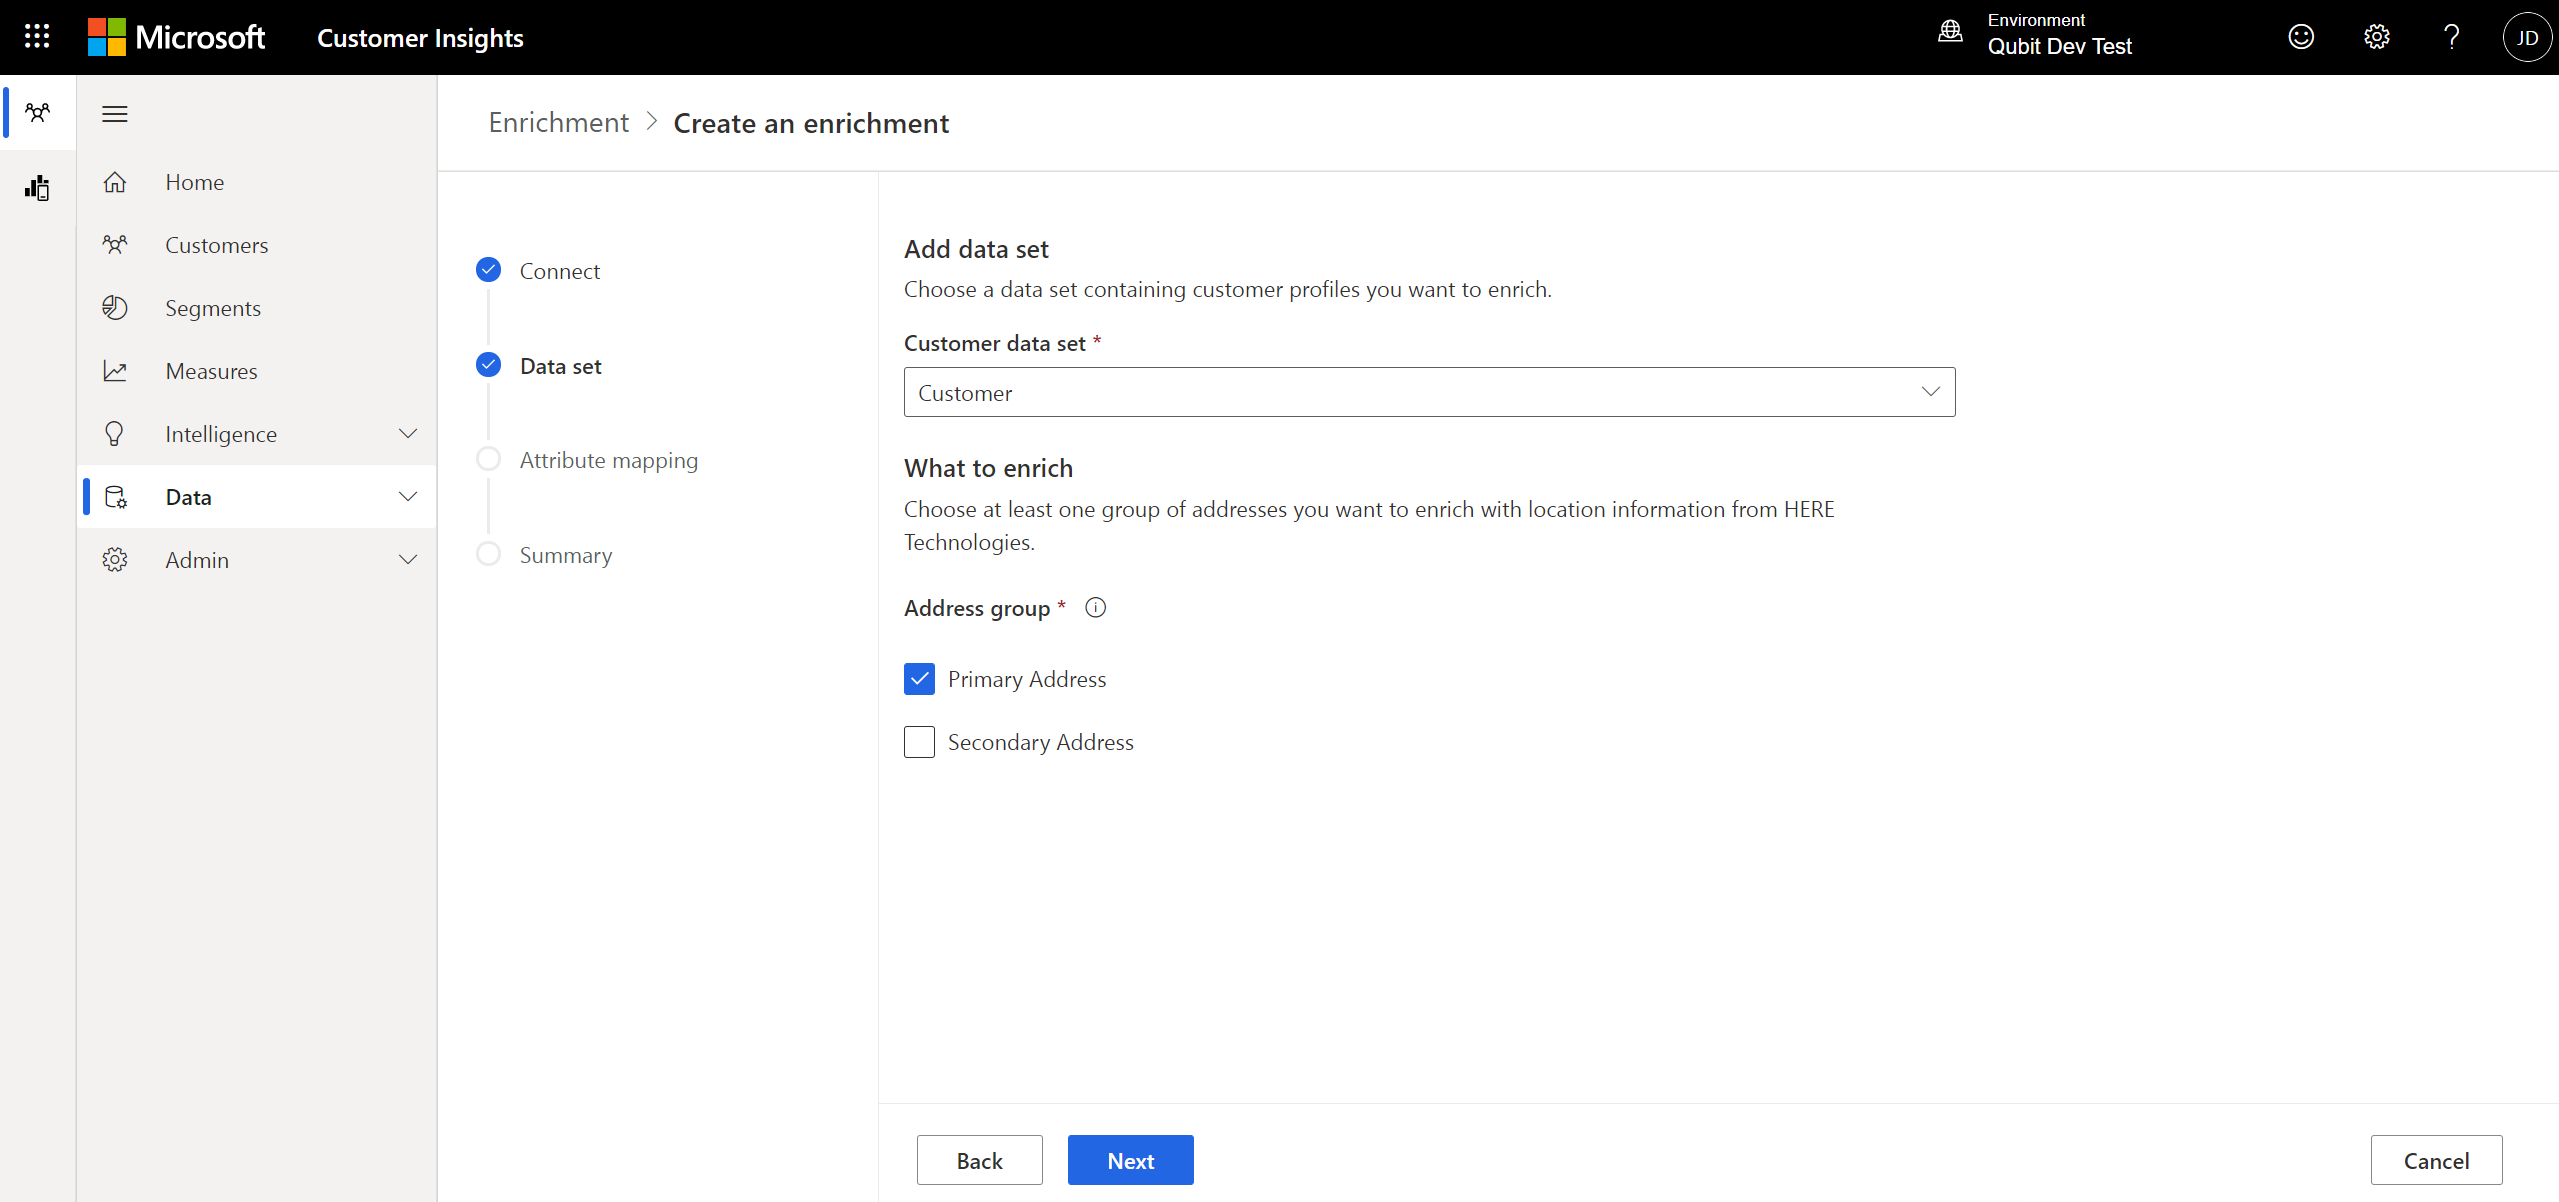 Microsoft
Customer Insights
Environment
Qubit Dev Test
?
JD
Home
Customers
Segments
Measures
Intelligence
Data
Admin
Enrichment > Create an enrichment
Connect
Data set
Attribute mapping
Summary
Add data set
Choose a data set containing customer profiles you want to enrich.
Customer data set *
Customer
What to enrich
Choose at least one group of addresses you want to enrich with location information from HERE
Technologies.
Address group *
Primary Address
Secondary Address
Back
Next
Cancel